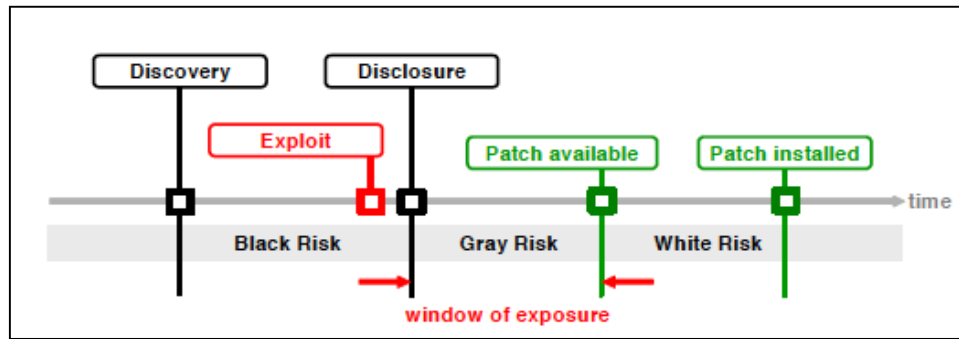 Discovery
Disclosure
Exploit
Patch available
Patch installed
time
Black Risk
Gray Risk
White Risk
window of exposure